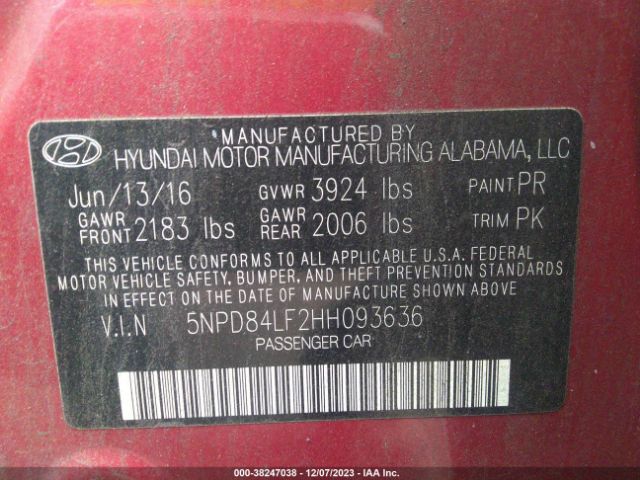 MANUFACTURED BY
HYUNDAI MOTOR MANUFACTURING ALABAMA, LLC
Jun/13/16 GVWR 3924 lbs PAINT PR
GAWR FRONT 2183 lbs GAWR REAR 2006 lbs TRIM PK
THIS VEHICLE CONFORMS TO ALL APPLICABLE U.S.A. FEDERAL
MOTOR VEHICLE SAFETY, BUMPER, AND THEFT PREVENTION STANDARDS
IN EFFECT ON THE DATE OF MANUFACTURE SHOWN ABOVE.
V.I.N 5NPD84LF2HH093636
PASSENGER CAR
000-38247038 - 12/07/2023 - IAA Inc.